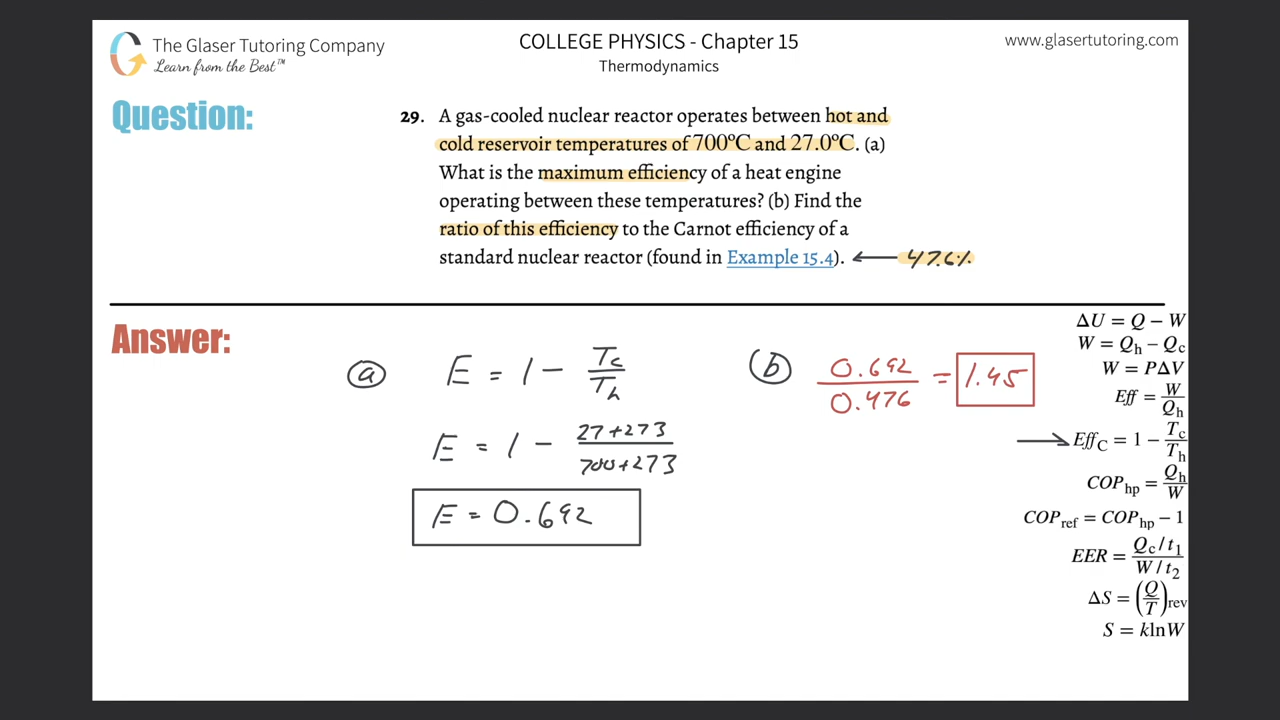 The Glaser Tutoring Company
Learn from the Best™
COLLEGE PHYSICS - Chapter 15
Thermodynamics
www.glasertutoring.com
Question:
29. A gas-cooled nuclear reactor operates between hot and
cold reservoir temperatures of 700ºC and 27.0ºC. (a)
What is the maximum efficiency of a heat engine
operating between these temperatures? (b) Find the
ratio of this efficiency to the Carnot efficiency of a
standard nuclear reactor (found in Example 15.4). ← 47.6%
Answer:
(a) E = 1 - Tc/Th
E = 1 - (27+273)/(700+273)
E = 0.692
(b) 0.692/0.476 = 1.45
ΔU = Q − W
W = Qh − Qc
W = PΔV
Eff = W/Qh
→ EffC = 1 − Tc/Th
COPhp = Qh/W
COPref = COPhp − 1
EER = (Qc/t1)/(W/t2)
ΔS = (Q/T)rev
S = klnW